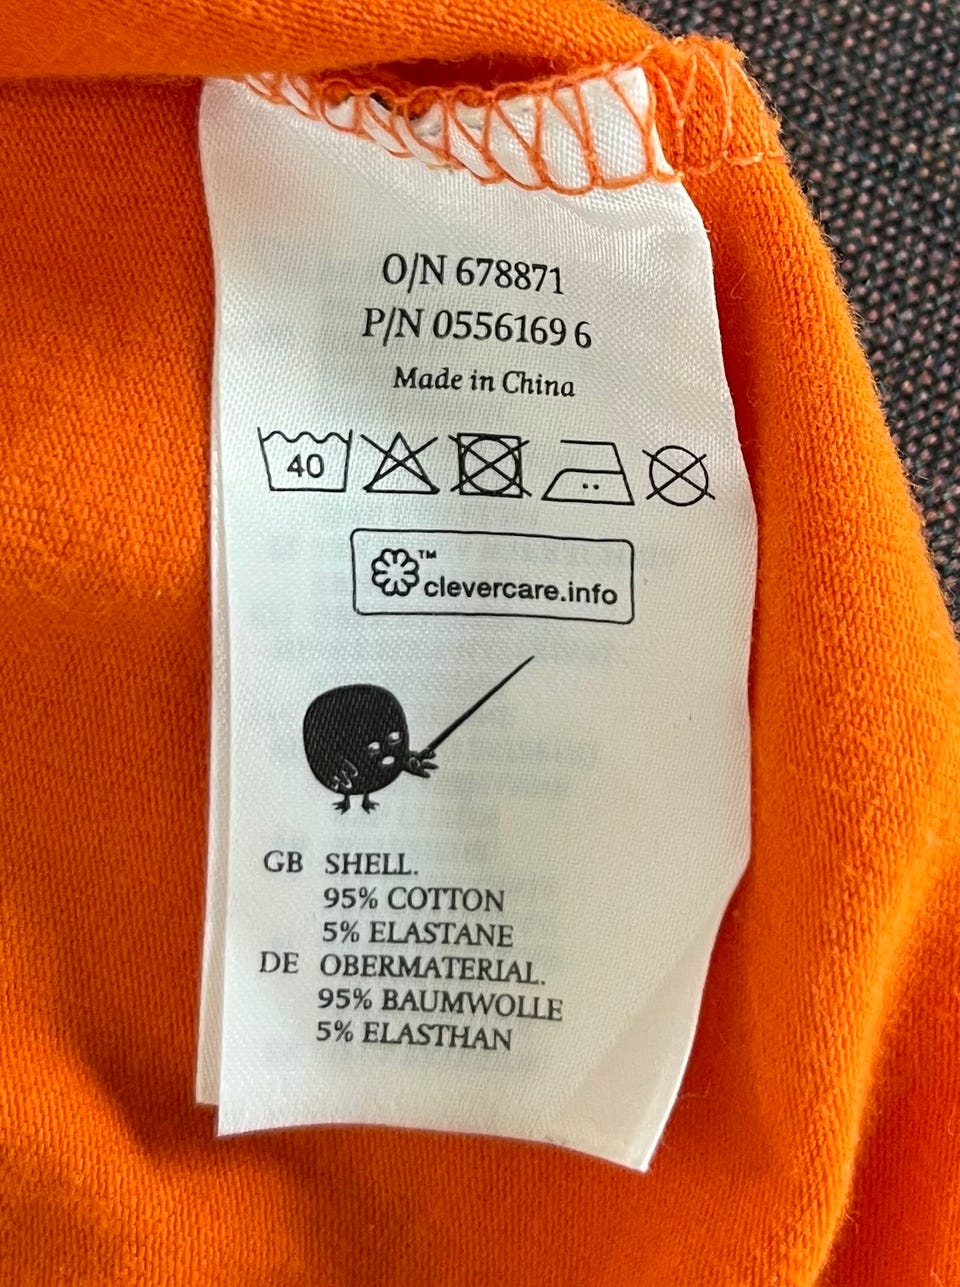 O/N 678871
P/N 0556169 6
Made in China
40
™
clevercare.info
GB SHELL.
95% COTTON
5% ELASTANE
DE OBERMATERIAL.
95% BAUMWOLLE
5% ELASTHAN